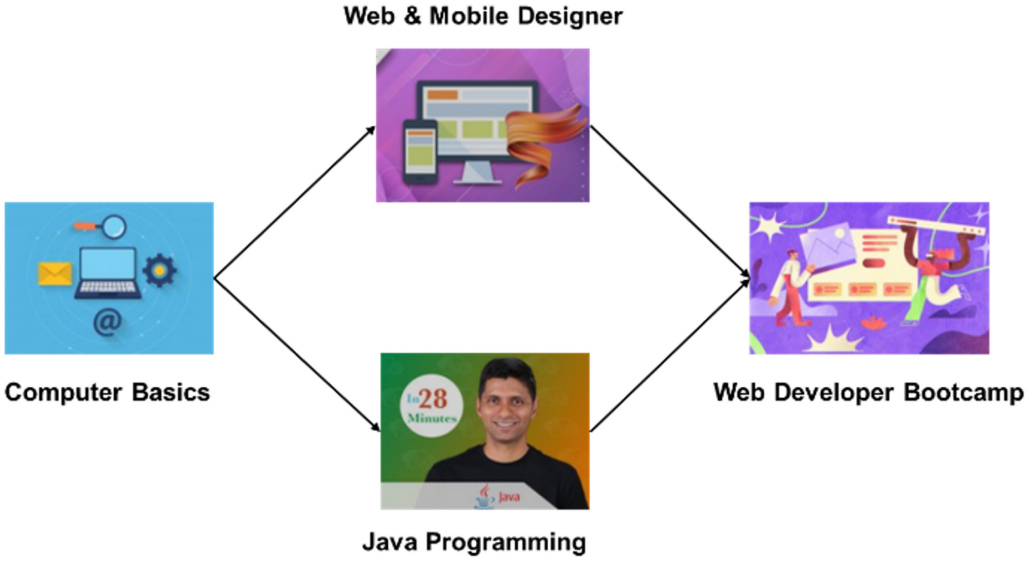 Web & Mobile Designer
@
Computer Basics
Web Developer Bootcamp
In 28
Minutes
Java
Java Programming